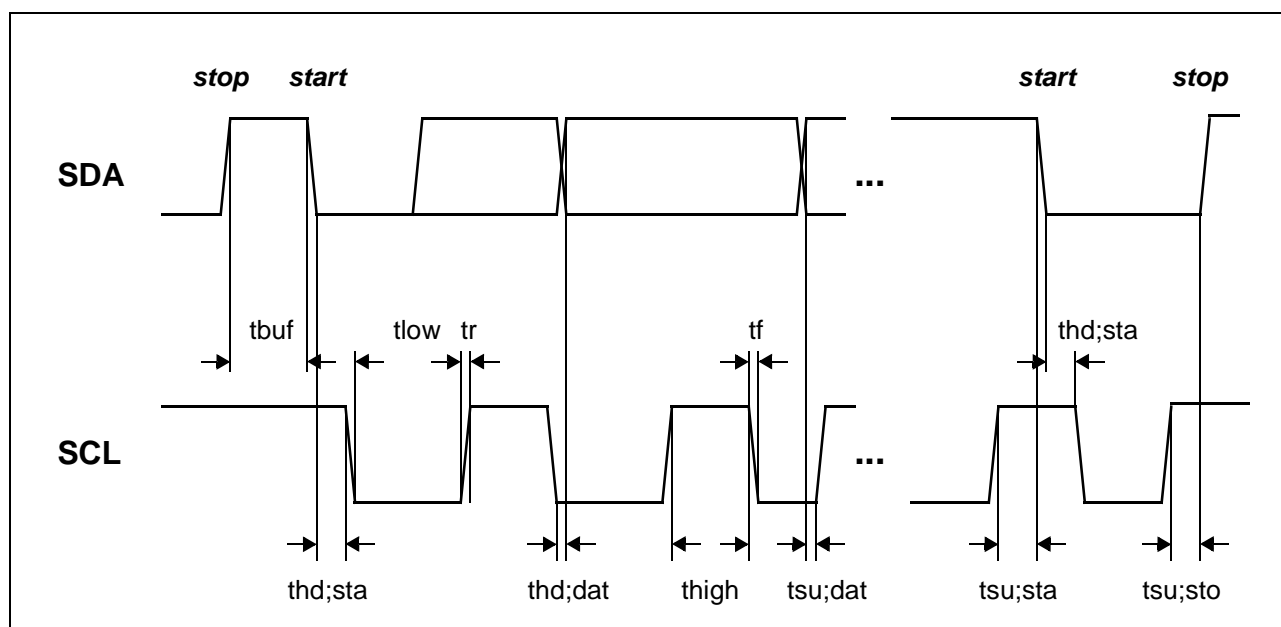 stop start start stop
SDA ...
tbuf tlow tr tf thd;sta
SCL ...
thd;sta thd;dat thigh tsu;dat tsu;sta tsu;sto